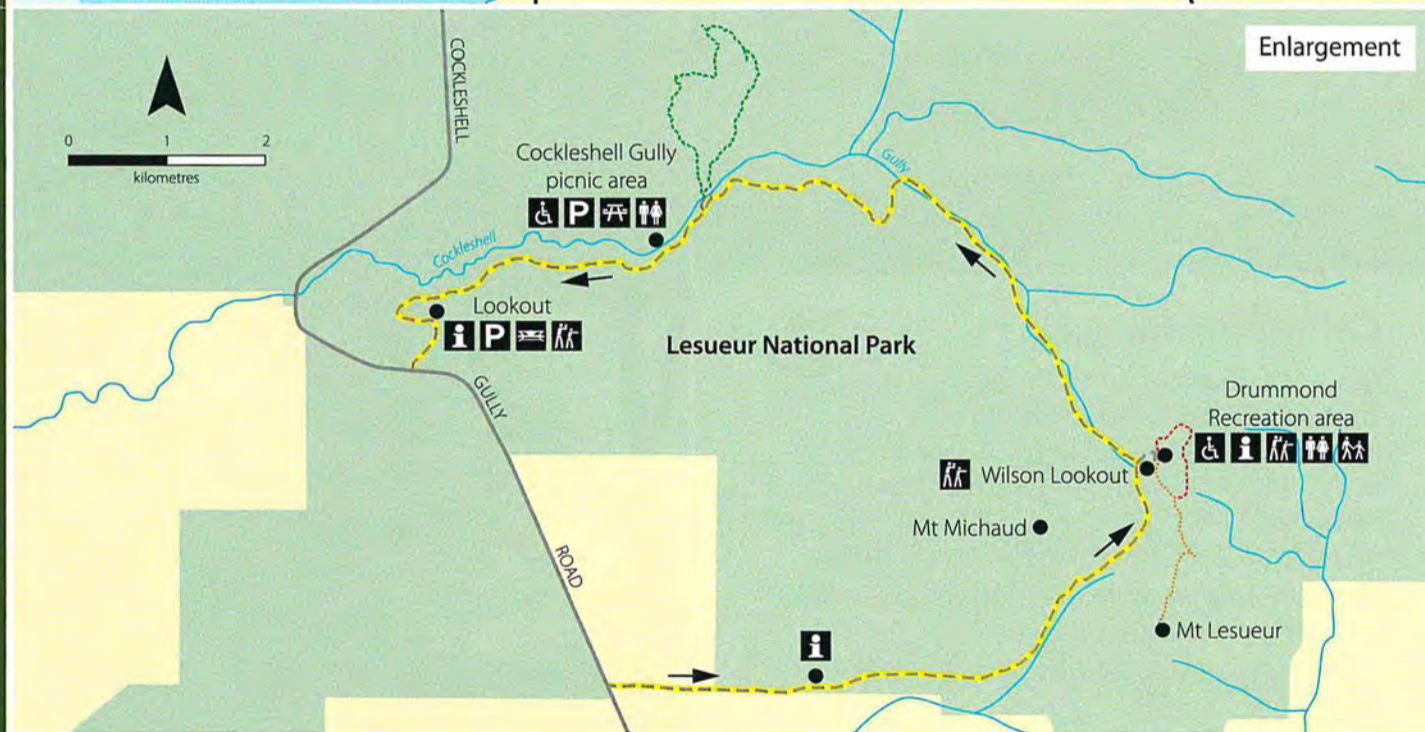 Enlargement
COCKLESHELL
0 1 2
kilometres
Cockleshell Gully
picnic area
P
Gully
Cockleshell
Lookout
i P
Lesueur National Park
GULLY
Drummond
Recreation area
i
Wilson Lookout
Mt Michaud
ROAD
i
Mt Lesueur